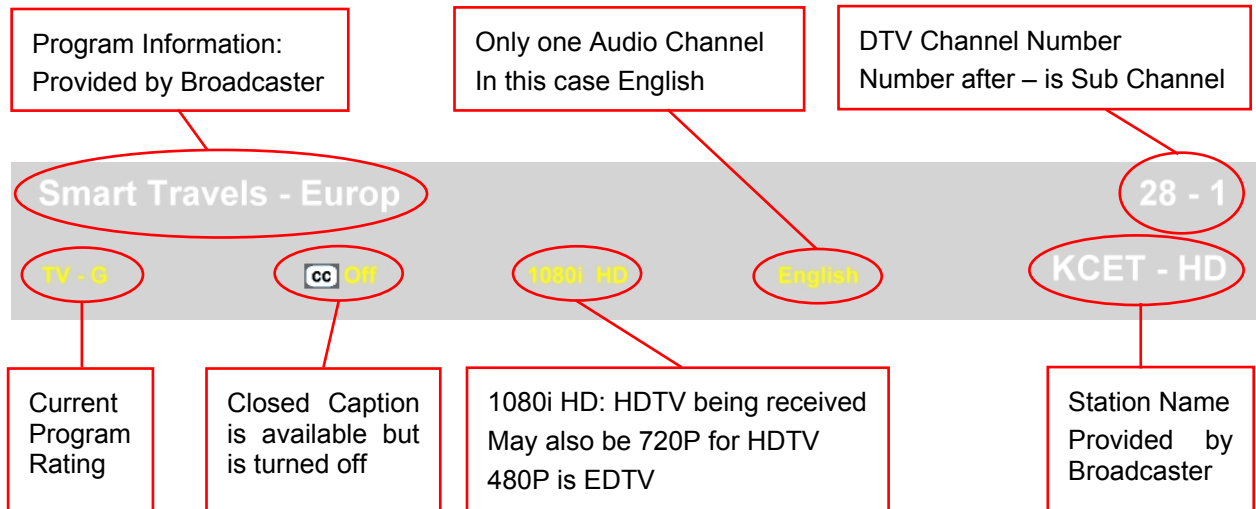 Program Information:
Provided by Broadcaster
Only one Audio Channel
In this case English
DTV Channel Number
Number after – is Sub Channel
Smart Travels - Europ
28 - 1
TV - G
cc Off
1080i HD
English
KCET - HD
Current
Program
Rating
Closed Caption
is available but
is turned off
1080i HD: HDTV being received
May also be 720P for HDTV
480P is EDTV
Station Name
Provided by
Broadcaster